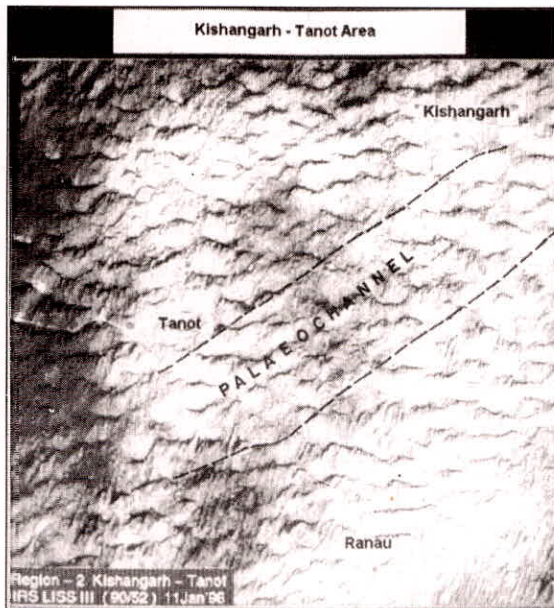 Kishangarh - Tanot Area
Kishangarh
PALAEOCHANNEL
Tanot
Ranau
Region - 2. Kishangarh - Tanot
IRS LISS III ( 90/52 ) 11Jan'96